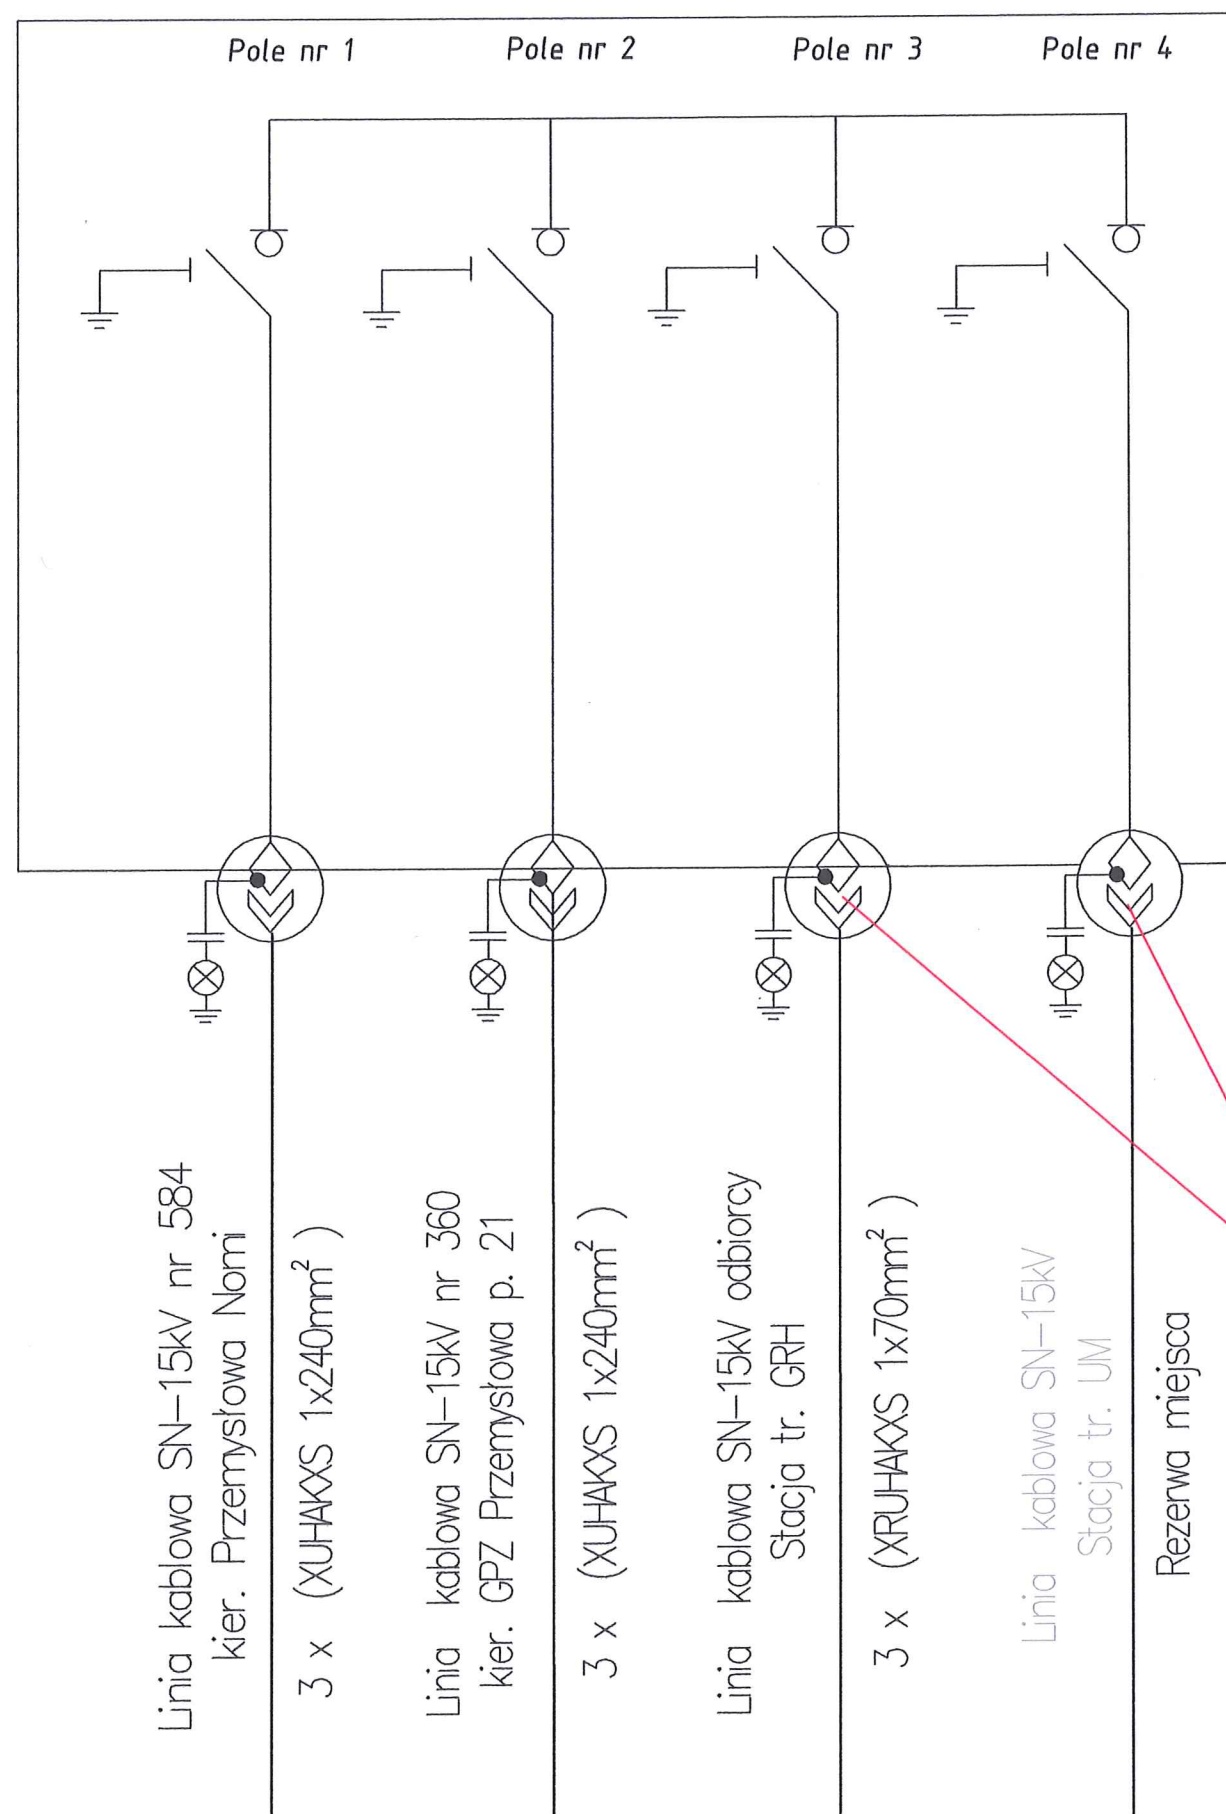 Pole nr 1
Pole nr 2
Pole nr 3
Pole nr 4
Linia kablowa SN-15kV nr 584
kier. Przemysłowa Nomi
3 x (XUHAKXS 1x240mm²)
Linia kablowa SN-15kV nr 360
kier. GPZ Przemysłowa p. 21
3 x (XUHAKXS 1x240mm²)
Linia kablowa SN-15kV odbiorcy
Stacja tr. GRH
3 x (XRUHAKXS 1x70mm²)
Linia kablowa SN-15kV
Stacja tr. UM
Rezerwa miejsca